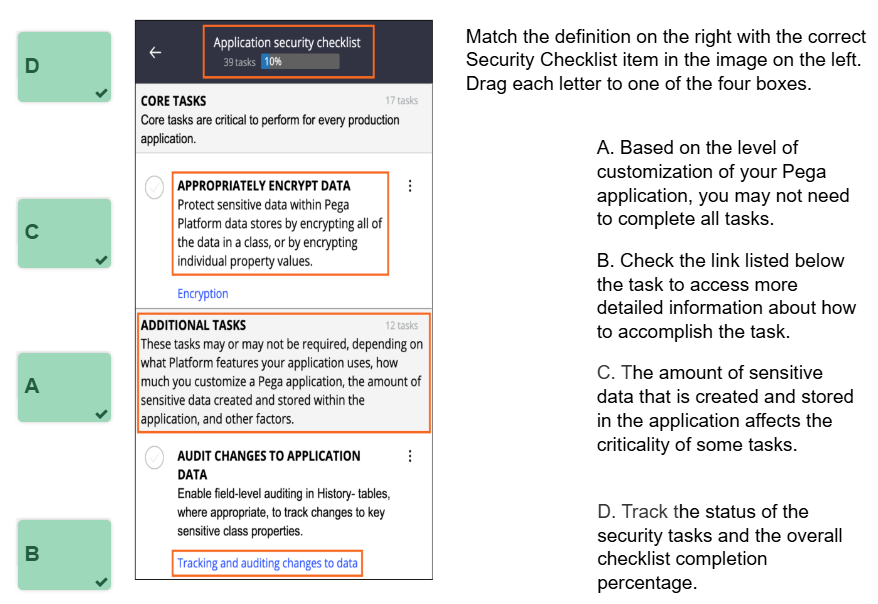 D
C
A
B
Application security checklist
39 tasks 10%
CORE TASKS 17 tasks
Core tasks are critical to perform for every production
application.
APPROPRIATELY ENCRYPT DATA
Protect sensitive data within Pega
Platform data stores by encrypting all of
the data in a class, or by encrypting
individual property values.
Encryption
ADDITIONAL TASKS 12 tasks
These tasks may or may not be required, depending on
what Platform features your application uses, how
much you customize a Pega application, the amount of
sensitive data created and stored within the
application, and other factors.
AUDIT CHANGES TO APPLICATION
DATA
Enable field-level auditing in History- tables,
where appropriate, to track changes to key
sensitive class properties.
Tracking and auditing changes to data
Match the definition on the right with the correct
Security Checklist item in the image on the left.
Drag each letter to one of the four boxes.
A. Based on the level of
customization of your Pega
application, you may not need
to complete all tasks.
B. Check the link listed below
the task to access more
detailed information about how
to accomplish the task.
C. The amount of sensitive
data that is created and stored
in the application affects the
criticality of some tasks.
D. Track the status of the
security tasks and the overall
checklist completion
percentage.